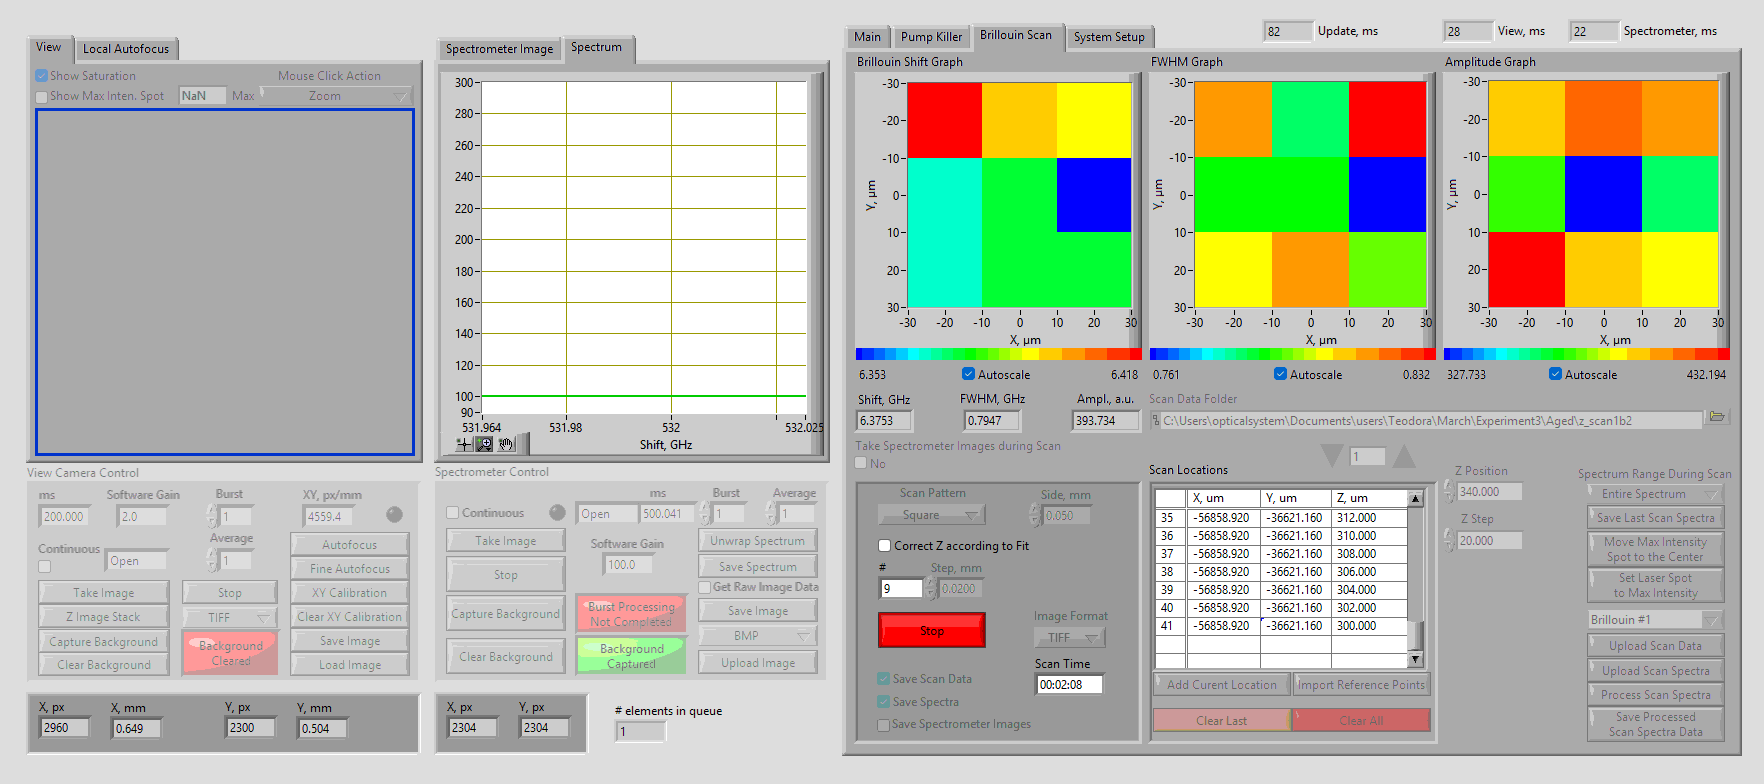 View
Local Autofocus
Show Saturation
Mouse Click Action
Show Max Inten. Spot
NaN
Max
Zoom
View Camera Control
ms
Software Gain
Burst
XY, px/mm
200.000
2.0
1
4559.4
Average
Continuous
Open
1
Autofocus
Fine Autofocus
Take Image
Stop
XY Calibration
Z Image Stack
TIFF
Clear XY Calibration
Capture Background
Background
Cleared
Save Image
Clear Background
Load Image
X, px
X, mm
Y, px
Y, mm
2960
0.649
2300
0.504
Spectrometer Image
Spectrum
300
280
260
240
220
200
180
160
140
120
100
90
531.964
531.98
532
532.025
Shift, GHz
Spectrometer Control
ms
Burst
Average
Continuous
Open
500.041
1
1
Take Image
Software Gain
Unwrap Spectrum
Stop
100.0
Save Spectrum
Get Raw Image Data
Capture Background
Burst Processing
Not Completed
Save Image
BMP
Clear Background
Background
Captured
Upload Image
X, px
Y, px
2304
2304
# elements in queue
1
82
Update, ms
28
View, ms
22
Spectrometer, ms
Main
Pump Killer
Brillouin Scan
System Setup
Brillouin Shift Graph
-30
-20
-10
0
10
20
30
Y, µm
-30
-20
-10
0
10
20
30
X, µm
6.353
Autoscale
6.418
FWHM Graph
-30
-20
-10
0
10
20
30
Y, µm
-30
-20
-10
0
10
20
30
X, µm
0.761
Autoscale
0.832
Amplitude Graph
-30
-20
-10
0
10
20
30
Y, µm
-30
-20
-10
0
10
20
30
X, µm
327.733
Autoscale
432.194
Shift, GHz
FWHM, GHz
Ampl., a.u.
6.3753
0.7947
393.734
Scan Data Folder
C:\Users\opticalsystem\Documents\users\Teodora\March\Experiment3\Aged\z_scan1b2
Take Spectrometer Images during Scan
No
1
Scan Pattern
Side, mm
Square
0.050
Correct Z according to Fit
#
Step, mm
9
0.0200
Stop
Image Format
TIFF
Scan Time
00:02:08
Save Scan Data
Save Spectra
Save Spectrometer Images
Scan Locations
X, um
Y, um
Z, um
35 -56858.920 -36621.160 312.000
36 -56858.920 -36621.160 310.000
37 -56858.920 -36621.160 308.000
38 -56858.920 -36621.160 306.000
39 -56858.920 -36621.160 304.000
40 -56858.920 -36621.160 302.000
41 -56858.920 -36621.160 300.000
Add Curent Location
Import Reference Points
Clear Last
Clear All
Z Position
340.000
Z Step
20.000
Spectrum Range During Scan
Entire Spectrum
Save Last Scan Spectra
Move Max Intensity
Spot to the Center
Set Laser Spot
to Max Intensity
Brillouin #1
Upload Scan Data
Upload Scan Spectra
Process Scan Spectra
Save Processed
Scan Spectra Data